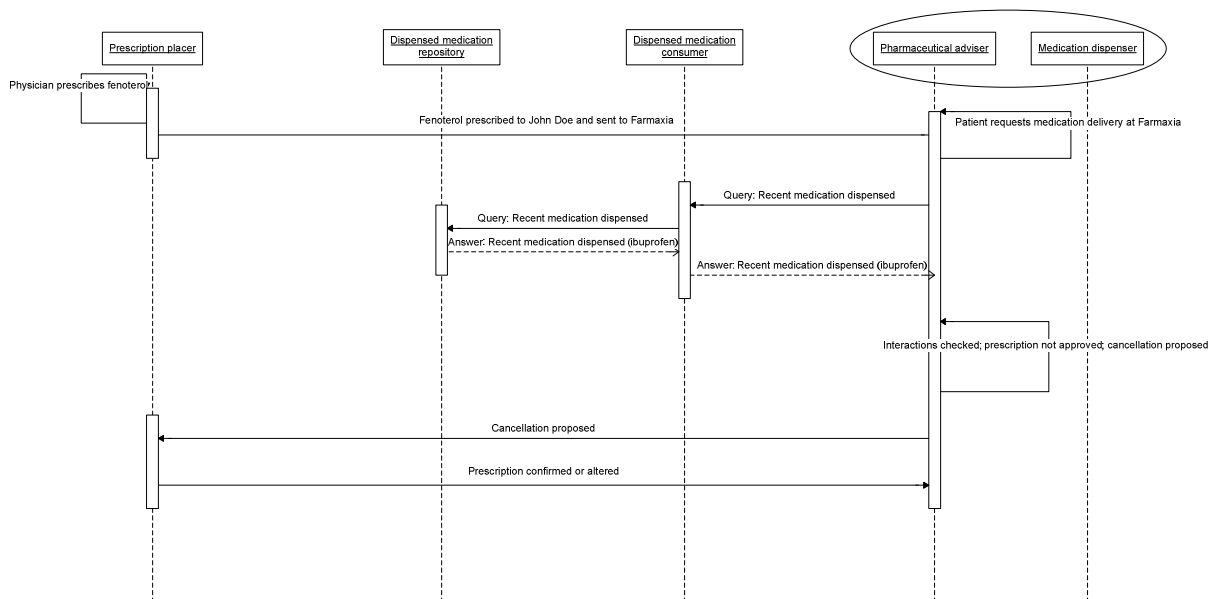 Prescription placer
Dispensed medication
repository
Dispensed medication
consumer
Pharmaceutical adviser
Medication dispenser
Physician prescribes fenoterol
Fenoterol prescribed to John Doe and sent to Farmaxia
Patient requests medication delivery at Farmaxia
Query: Recent medication dispensed
Query: Recent medication dispensed
Answer: Recent medication dispensed (ibuprofen)
Answer: Recent medication dispensed (ibuprofen)
Interactions checked; prescription not approved; cancellation proposed
Cancellation proposed
Prescription confirmed or altered